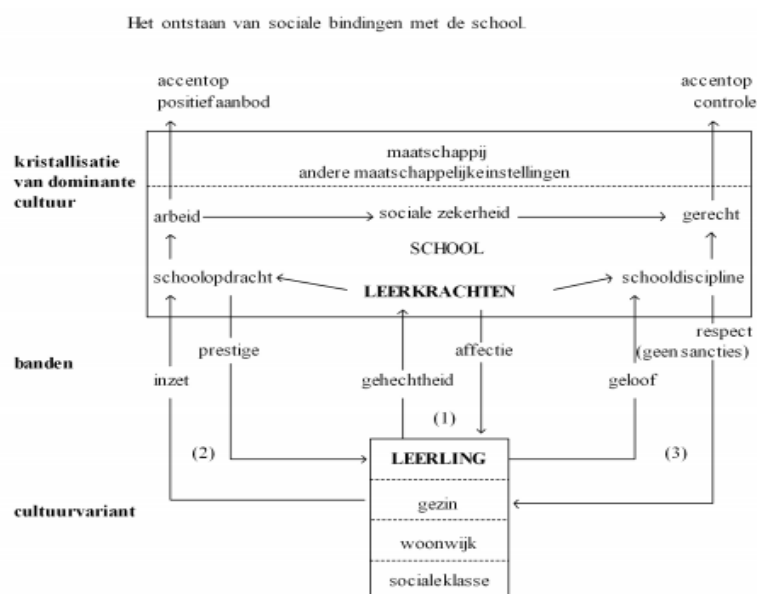 Het ontstaan van sociale bindingen met de school.
accentop
positiefaanbod
accentop
controle
kristallisatie
van dominante
cultuur
maatschappij
andere maatschappelijkeinstellingen
arbeid
sociale zekerheid
gerecht
SCHOOL
schoolopdracht
LEERKRACHTEN
schooldiscipline
banden
prestige
affectie
respect
(geen sancties)
inzet
gehechtheid
geloof
(1)
(2)
LEERLING
(3)
cultuurvariant
gezin
woonwijk
socialeklasse